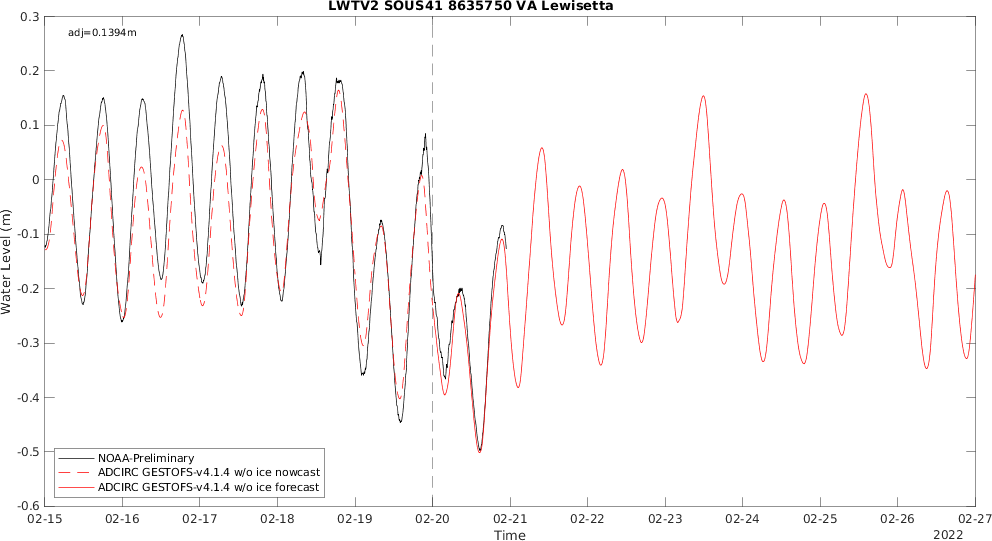 LWTV2 SOUS41 8635750 VA Lewisetta
adj=0.1394m
0.3
0.2
0.1
0
-0.1
-0.2
-0.3
-0.4
-0.5
-0.6
Water Level (m)
NOAA-Preliminary
ADCIRC GESTOFS-v4.1.4 w/o ice nowcast
ADCIRC GESTOFS-v4.1.4 w/o ice forecast
02-15 02-16 02-17 02-18 02-19 02-20 02-21 02-22 02-23 02-24 02-25 02-26 02-27
Time
2022